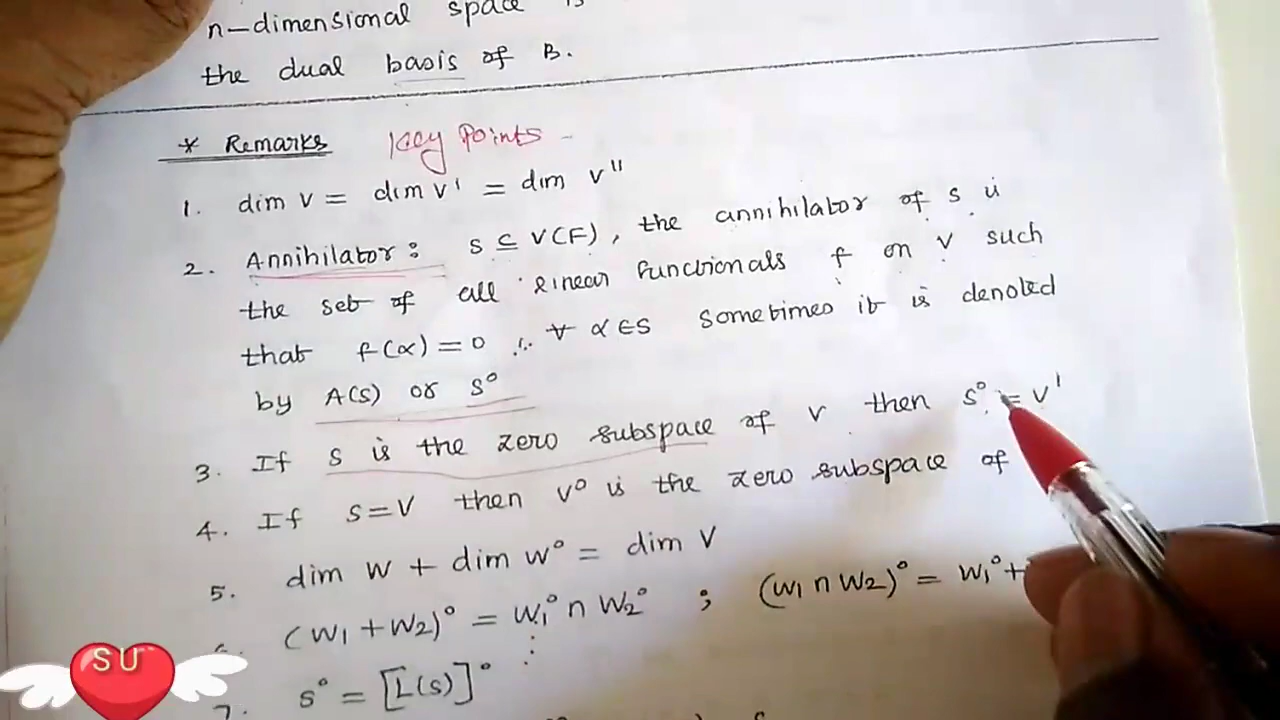 n-dimensional space is
the dual basis of B.
* Remarks Key Points -
1. dim V = dim V' = dim V"
2. Annihilator : S ⊆ V(F), the annihilator of S is
the set of all linear functionals f on V such
that f(α) = 0 ∴ ∀ α ∈ S sometimes it is denoted
by A(S) or S°
3. If S is the zero subspace of V then S° = V'
4. If S = V then V° is the zero subspace of
5. dim W + dim W° = dim V
(W1 + W2)° = W1° ∩ W2° ; (W1 ∩ W2)° = W1° +
7. S° = [L(S)]°
SU